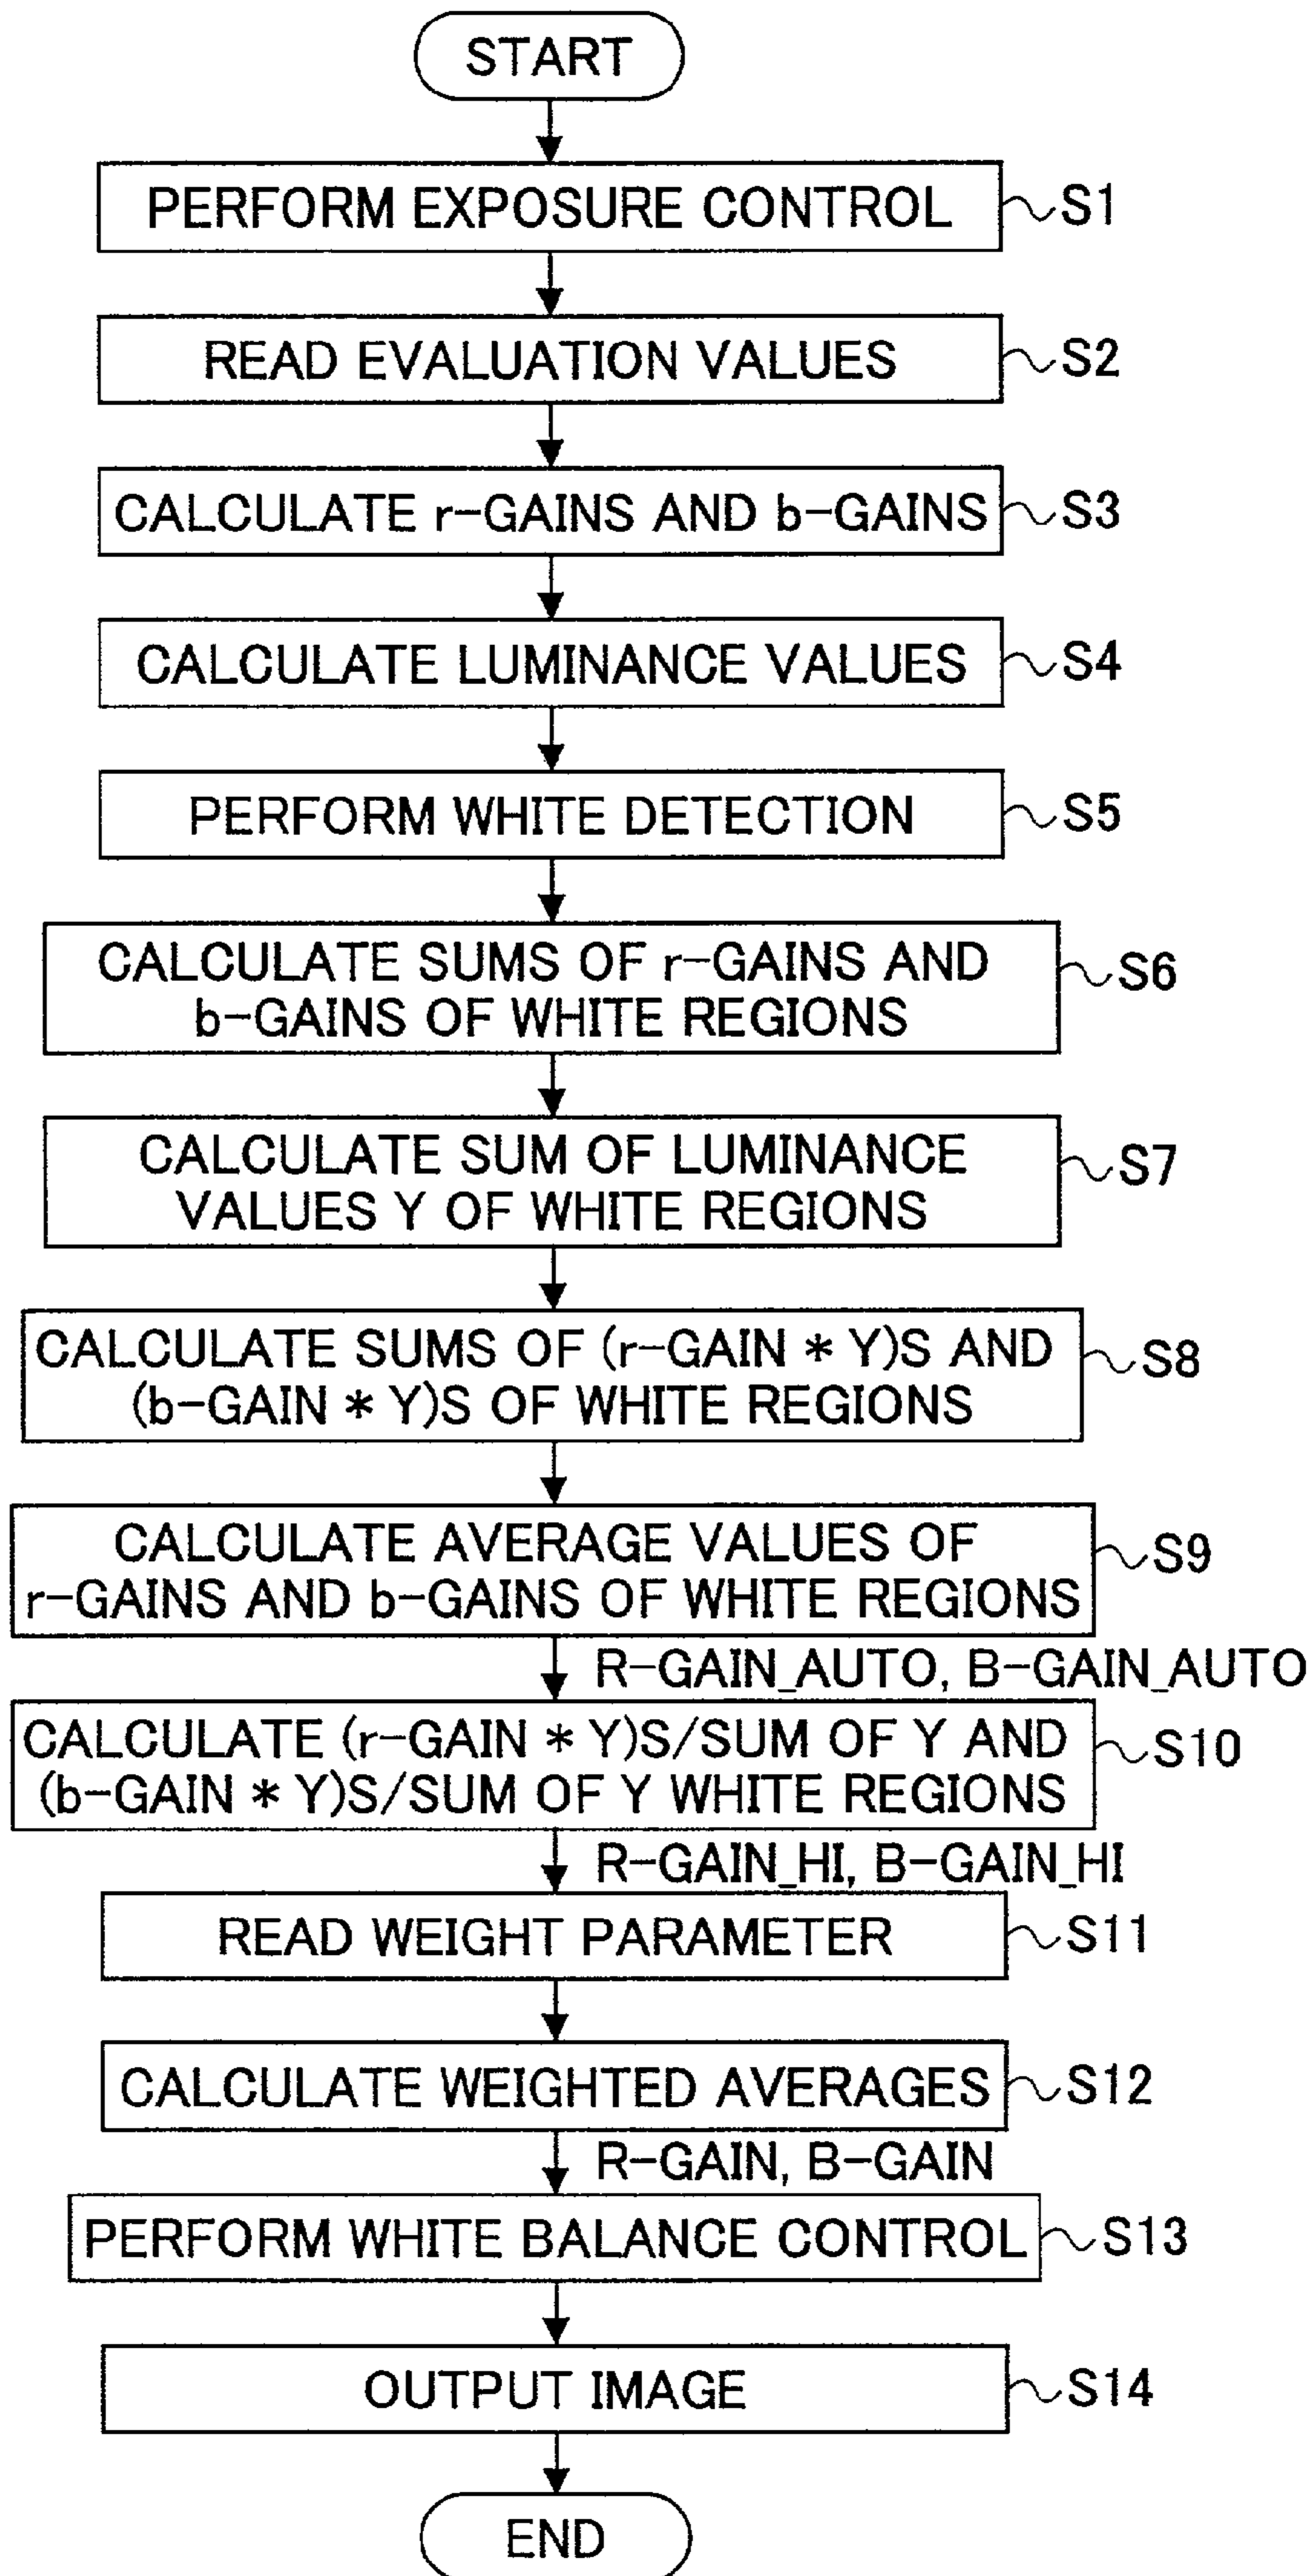 START
PERFORM EXPOSURE CONTROL S1
READ EVALUATION VALUES S2
CALCULATE r-GAINS AND b-GAINS S3
CALCULATE LUMINANCE VALUES S4
PERFORM WHITE DETECTION S5
CALCULATE SUMS OF r-GAINS AND
b-GAINS OF WHITE REGIONS
S6
CALCULATE SUM OF LUMINANCE
VALUES Y OF WHITE REGIONS
S7
CALCULATE SUMS OF (r-GAIN * Y)S AND
(b-GAIN * Y)S OF WHITE REGIONS
S8
CALCULATE AVERAGE VALUES OF
r-GAINS AND b-GAINS OF WHITE REGIONS
S9
R-GAIN_AUTO, B-GAIN_AUTO
CALCULATE (r-GAIN * Y)S/SUM OF Y AND
(b-GAIN * Y)S/SUM OF Y WHITE REGIONS
S10
R-GAIN_HI, B-GAIN_HI
READ WEIGHT PARAMETER S11
CALCULATE WEIGHTED AVERAGES S12
R-GAIN, B-GAIN
PERFORM WHITE BALANCE CONTROL S13
OUTPUT IMAGE S14
END